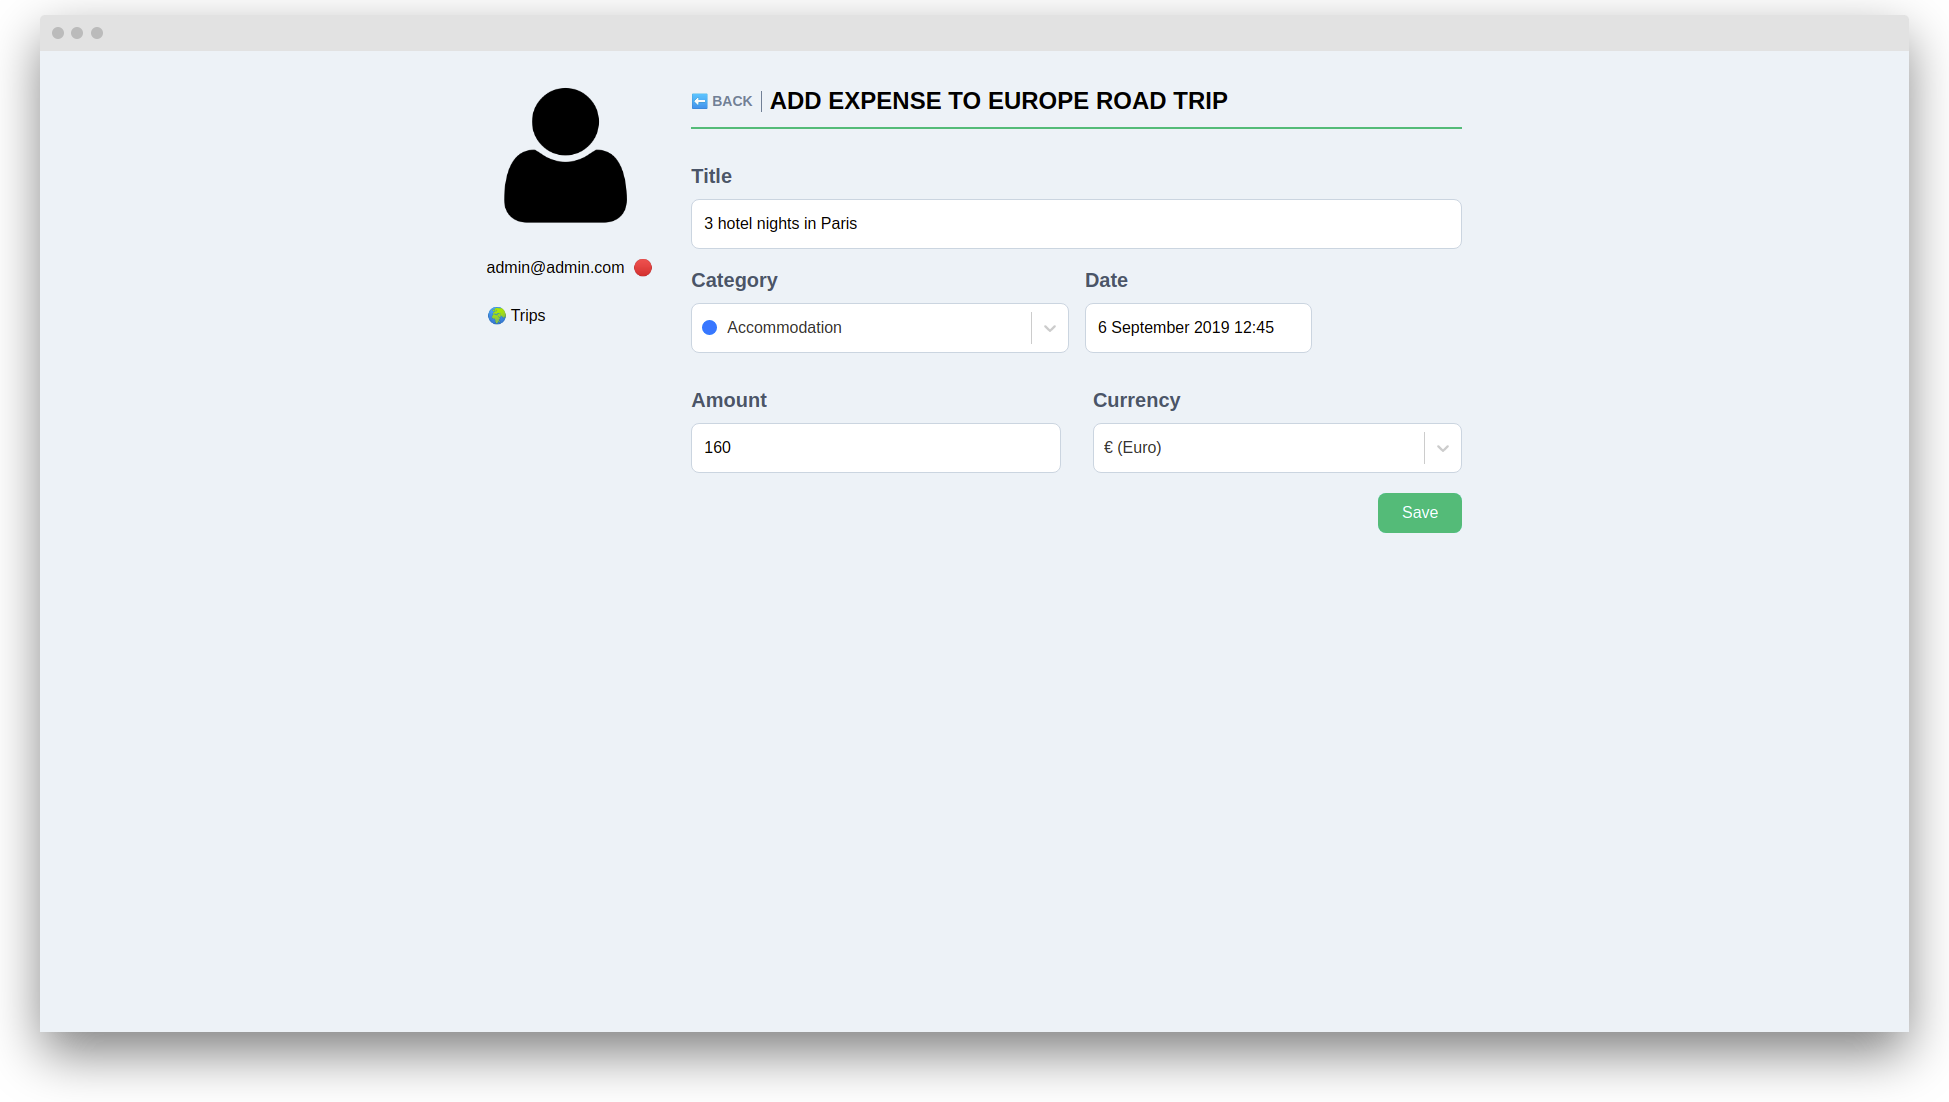 BACK | ADD EXPENSE TO EUROPE ROAD TRIP
admin@admin.com
Trips
Title
3 hotel nights in Paris
Category
Date
Accommodation
6 September 2019 12:45
Amount
Currency
160
€ (Euro)
Save